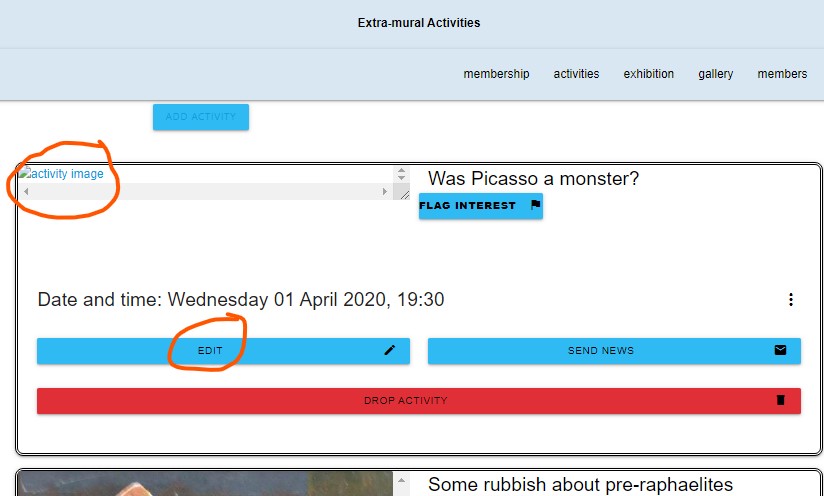 Extra-mural Activities
membership activities exhibition gallery members
ADD ACTIVITY
activity image
Was Picasso a monster?
FLAG INTEREST
Date and time: Wednesday 01 April 2020, 19:30
EDIT
SEND NEWS
DROP ACTIVITY
Some rubbish about pre-raphaelites